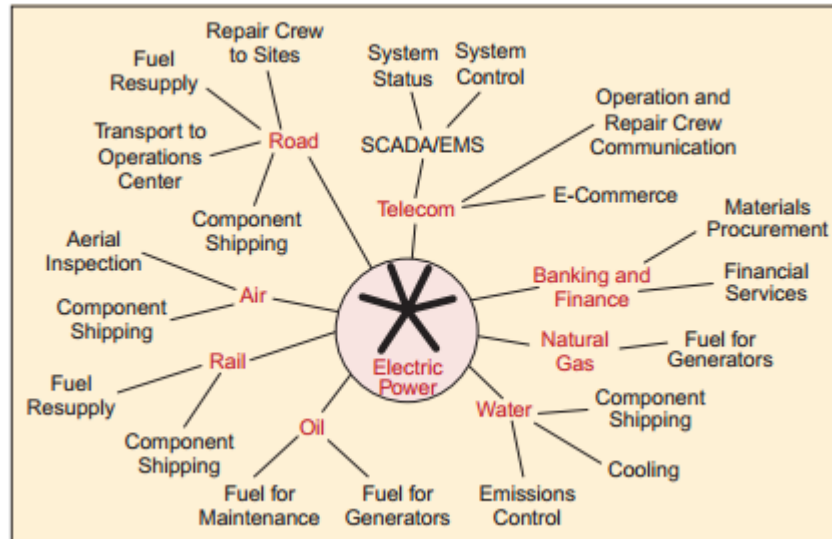 Repair Crew
to Sites
Fuel
Resupply
Transport to
Operations
Center
Road
Component
Shipping
System
Status
System
Control
SCADA/EMS
Telecom
Operation and
Repair Crew
Communication
E-Commerce
Materials
Procurement
Banking and
Finance
Financial
Services
Aerial
Inspection
Air
Component
Shipping
Rail
Fuel
Resupply
Component
Shipping
Electric
Power
Natural
Gas
Fuel for
Generators
Water
Component
Shipping
Cooling
Emissions
Control
Oil
Fuel for
Maintenance
Fuel for
Generators